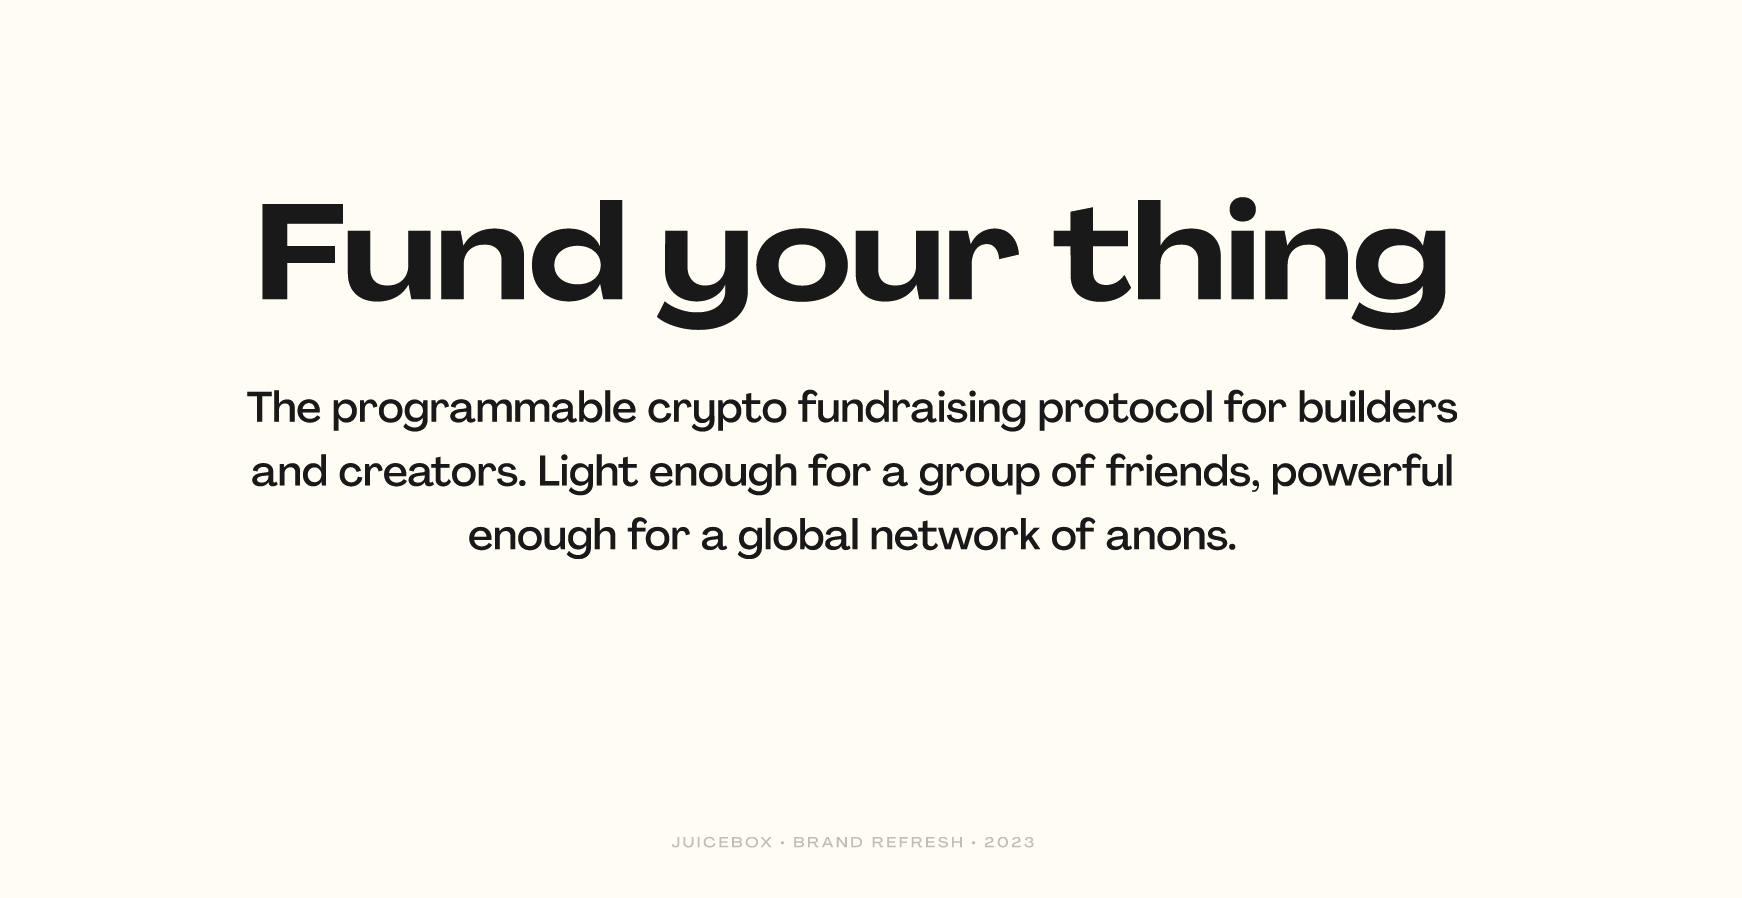 Fund your thing
The programmable crypto fundraising protocol for builders
and creators. Light enough for a group of friends, powerful
enough for a global network of anons.
JUICEBOX • BRAND REFRESH • 2023